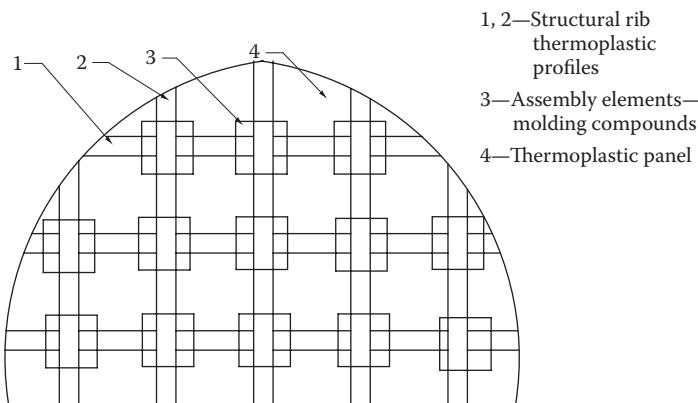 1 2 3 4
1, 2—Structural rib
thermoplastic
profiles
3—Assembly elements—
molding compounds
4—Thermoplastic panel